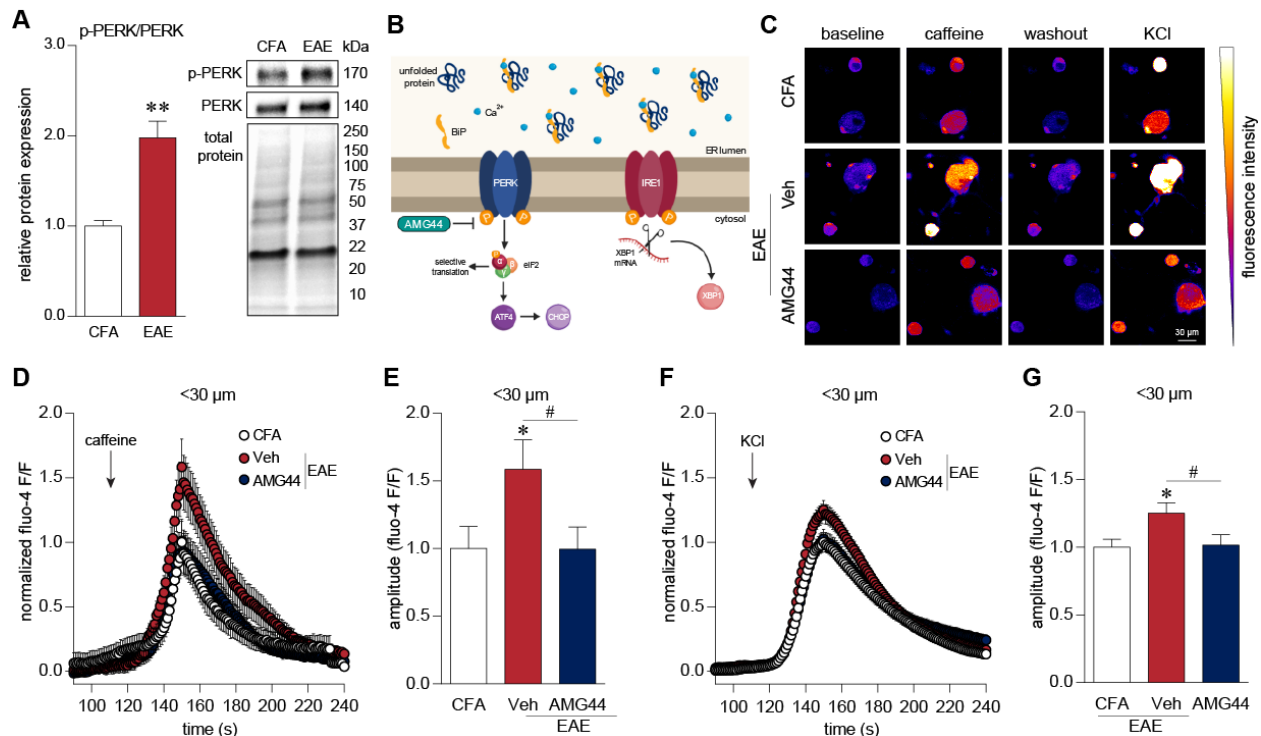 A
p-PERK/PERK
relative protein expression
3.0
2.0
1.0
0.0
CFA
EAE
**
CFA EAE kDa
p-PERK 170
PERK 140
total protein
250
150
100
75
50
37
22
20
10
B
unfolded protein
Ca2+
BiP
ER lumen
PERK
IRE1
P P
P P
cytosol
AMG44
selective translation
α
β
γ
eIF2
XBP1 mRNA
ATF4
CHOP
XBP1
C
baseline caffeine washout KCl
CFA
Veh
AMG44
EAE
30 µm
fluorescence intensity
D
<30 µm
caffeine
CFA
Veh
AMG44
EAE
normalized fluo-4 F/F
2.0
1.5
1.0
0.5
0.0
100 120 140 160 180 200 220 240
time (s)
E
<30 µm
#
*
amplitude (fluo-4 F/F)
2.0
1.5
1.0
0.5
0.0
CFA Veh AMG44
EAE
F
<30 µm
KCl
CFA
Veh
AMG44
EAE
normalized fluo-4 F/F
2.0
1.5
1.0
0.5
0.0
100 120 140 160 180 200 220 240
time (s)
G
<30 µm
#
*
amplitude (fluo-4 F/F)
2.0
1.5
1.0
0.5
0.0
CFA Veh AMG44
EAE